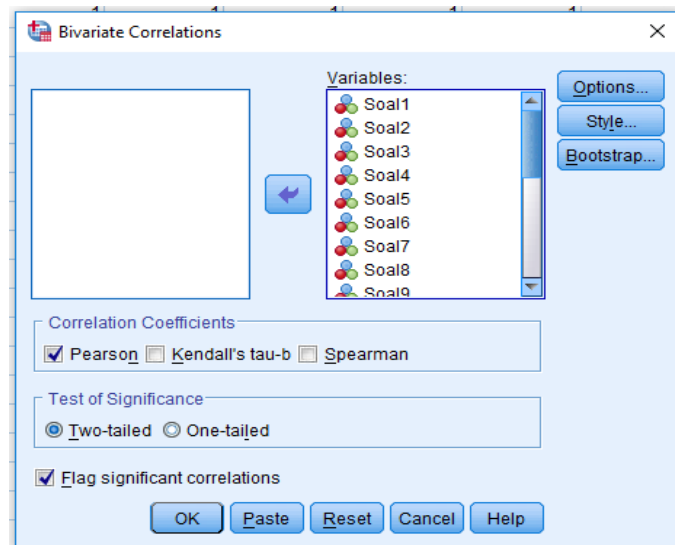 Bivariate Correlations
Variables:
Soal1
Soal2
Soal3
Soal4
Soal5
Soal6
Soal7
Soal8
Soal9
Options...
Style...
Bootstrap...
Correlation Coefficients
Pearson Kendall's tau-b Spearman
Test of Significance
Two-tailed One-tailed
Flag significant correlations
OK Paste Reset Cancel Help